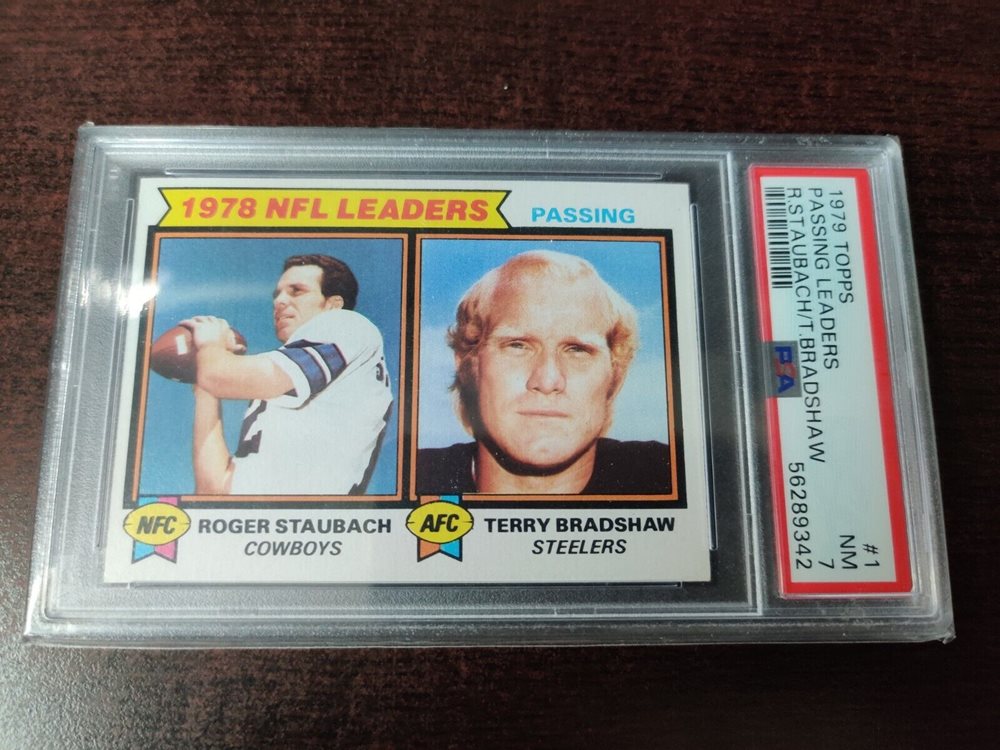 1978 NFL LEADERS PASSING
NFC ROGER STAUBACH
COWBOYS
AFC TERRY BRADSHAW
STEELERS
1979 TOPPS #1
PASSING LEADERS NM
R.STAUBACH/T.BRADSHAW 7
PSA 56289342